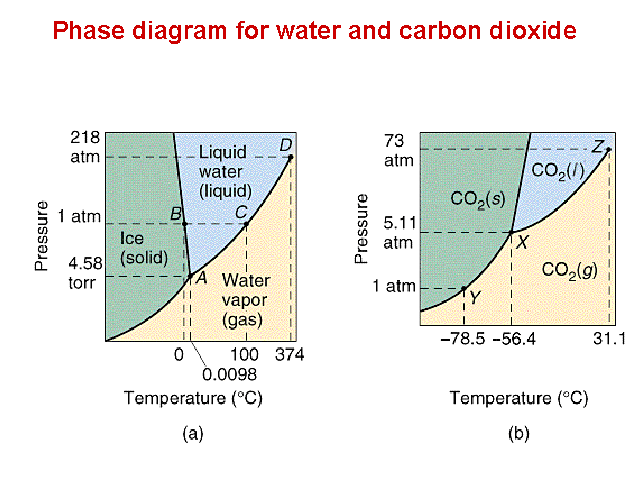 Phase diagram for water and carbon dioxide
218
atm
1 atm
4.58
torr
Pressure
Ice
(solid)
Liquid
water
(liquid)
Water
vapor
(gas)
A
B
C
D
0
100
374
0.0098
Temperature (°C)
(a)
73
atm
5.11
atm
1 atm
Pressure
CO2(s)
CO2(l)
CO2(g)
X
Y
Z
–78.5
–56.4
31.1
Temperature (°C)
(b)